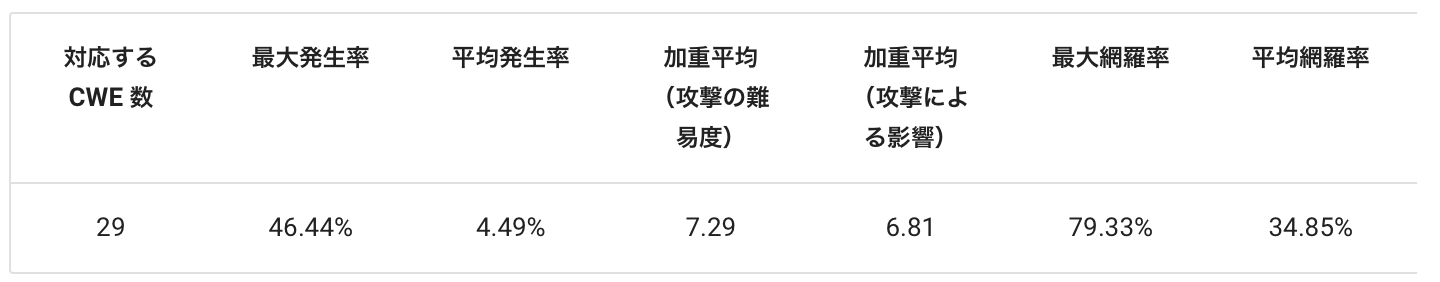 対応する 最大発生率 平均発生率 加重平均 加重平均 最大網羅率 平均網羅率
CWE 数 （攻撃の難 （攻撃によ
易度） る影響）
29 46.44% 4.49% 7.29 6.81 79.33% 34.85%